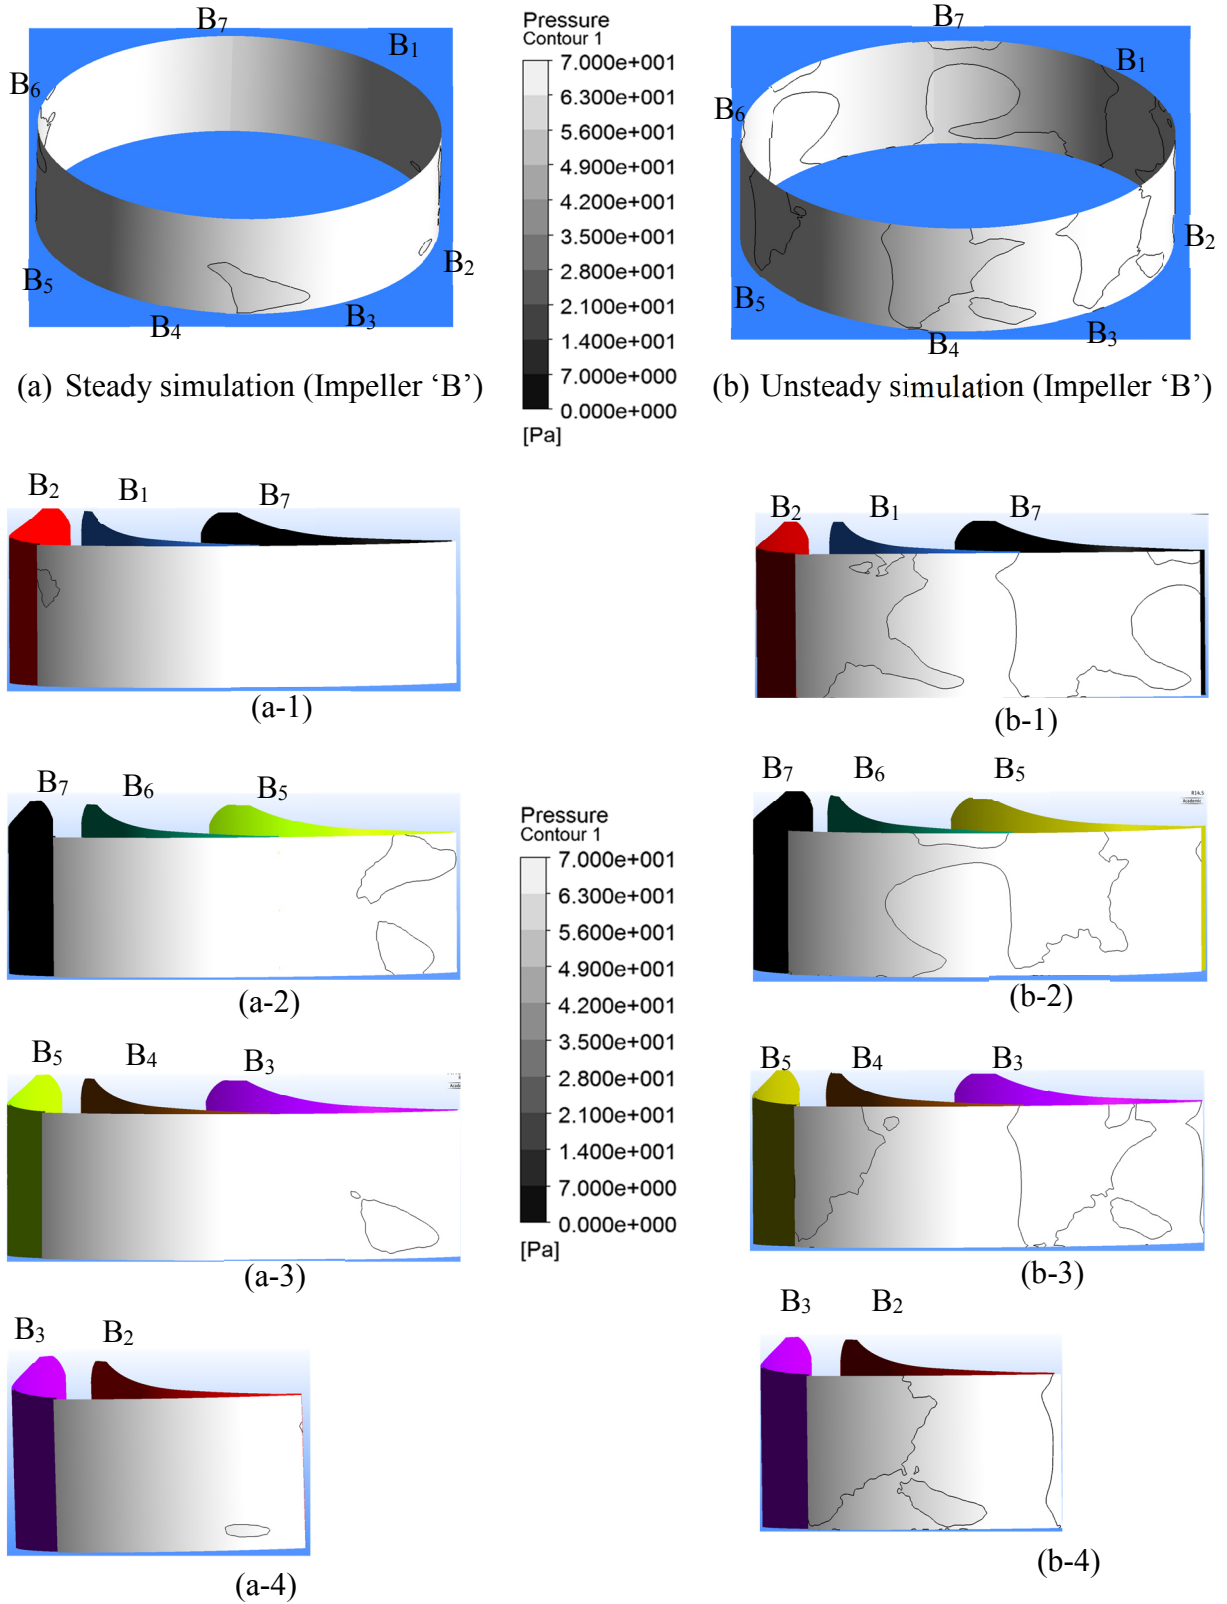 B7
B1
B6
B5
B4
B3
B2
Pressure
Contour 1
7.000e+001
6.300e+001
5.600e+001
4.900e+001
4.200e+001
3.500e+001
2.800e+001
2.100e+001
1.400e+001
7.000e+000
0.000e+000
[Pa]
B7
B1
B6
B2
B5
B3
B4
(a) Steady simulation (Impeller ‘B’)
(b) Unsteady simulation (Impeller ‘B’)
B2 B1 B7
(a-1)
B2 B1 B7
(b-1)
B7 B6 B5
(a-2)
Pressure
Contour 1
7.000e+001
6.300e+001
5.600e+001
4.900e+001
4.200e+001
3.500e+001
2.800e+001
2.100e+001
1.400e+001
7.000e+000
0.000e+000
[Pa]
B7 B6 B5
R14.5
Academic
(b-2)
B5 B4 B3
(a-3)
B5 B4 B3
(b-3)
B3 B2
(a-4)
B3 B2
(b-4)